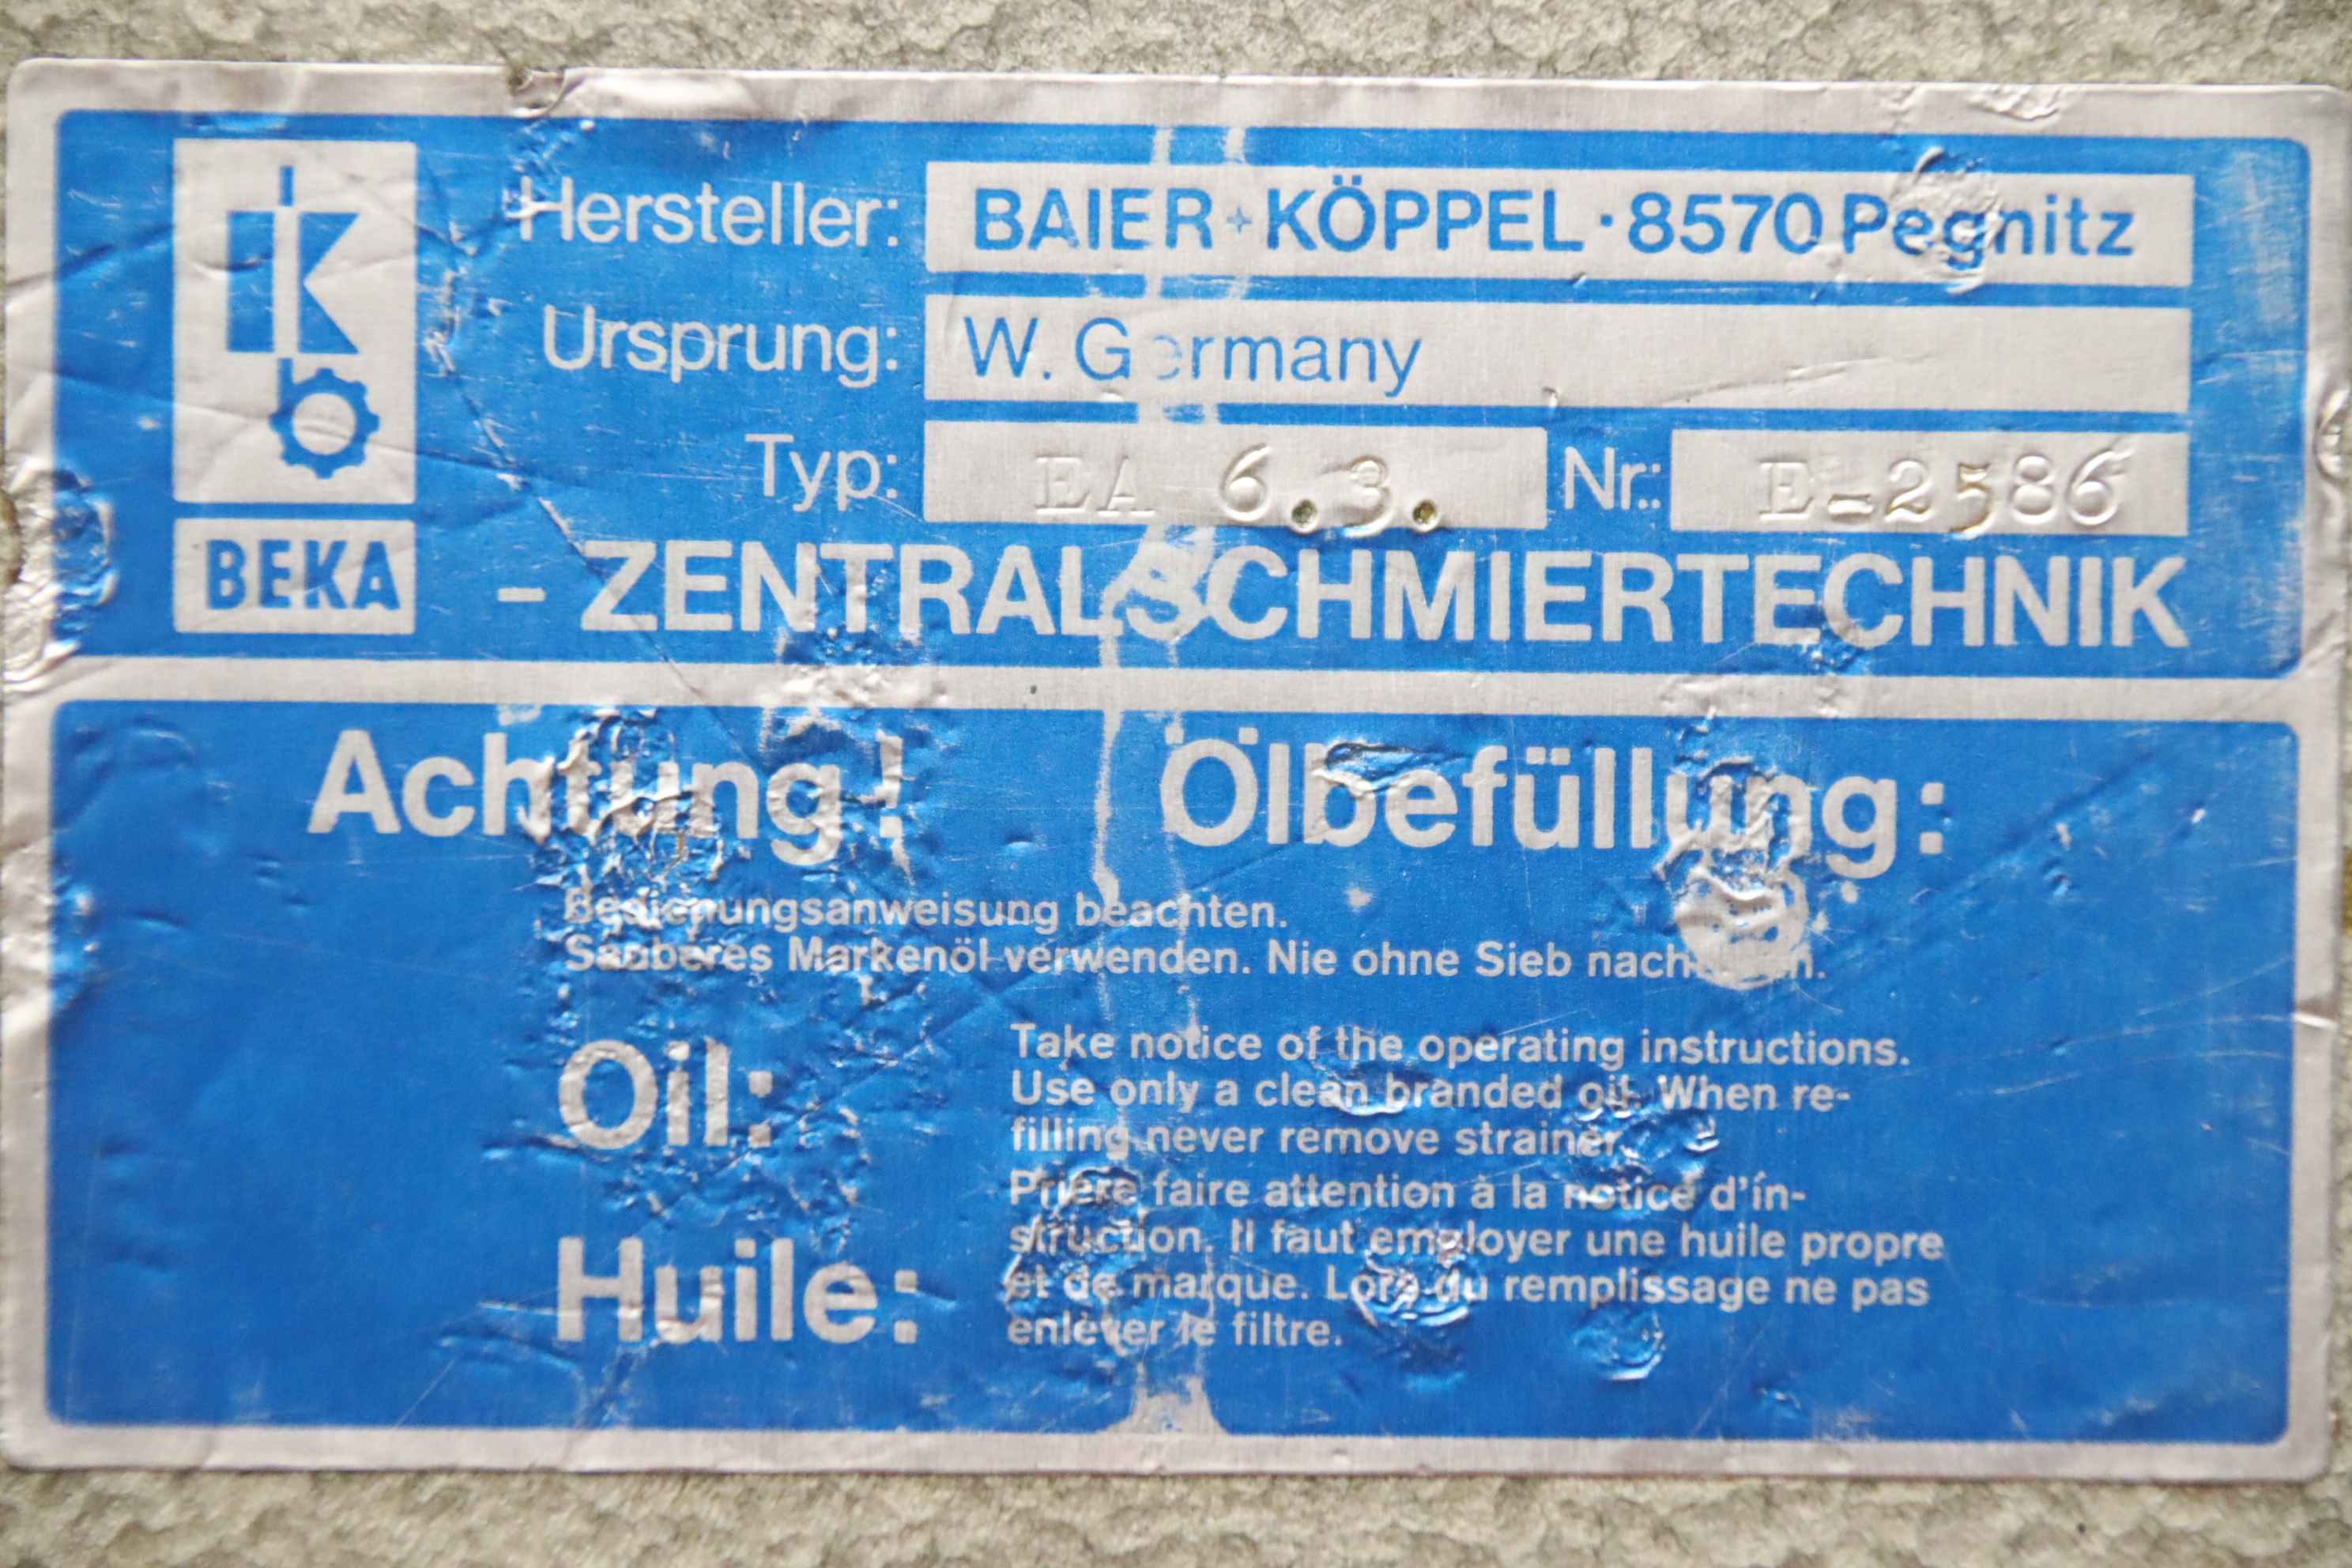 Hersteller: BAIER + KÖPPEL · 8570 Pegnitz
Ursprung: W. Germany
Typ: EA 6.3. Nr.: E-2586
BEKA - ZENTRALSCHMIERTECHNIK
Achtung! Ölbefüllung:
Bedienungsanweisung beachten.
Sauberes Markenöl verwenden. Nie ohne Sieb
Oil:
Take notice of the operating instructions.
Use only a clean branded oil. When re-
filling never remove strainer.
Huile:
Prière faire attention à la notice d'in-
struction. Il faut employer une huile propre
et de marque. Lors du remplissage ne pas
enlever le filtre.